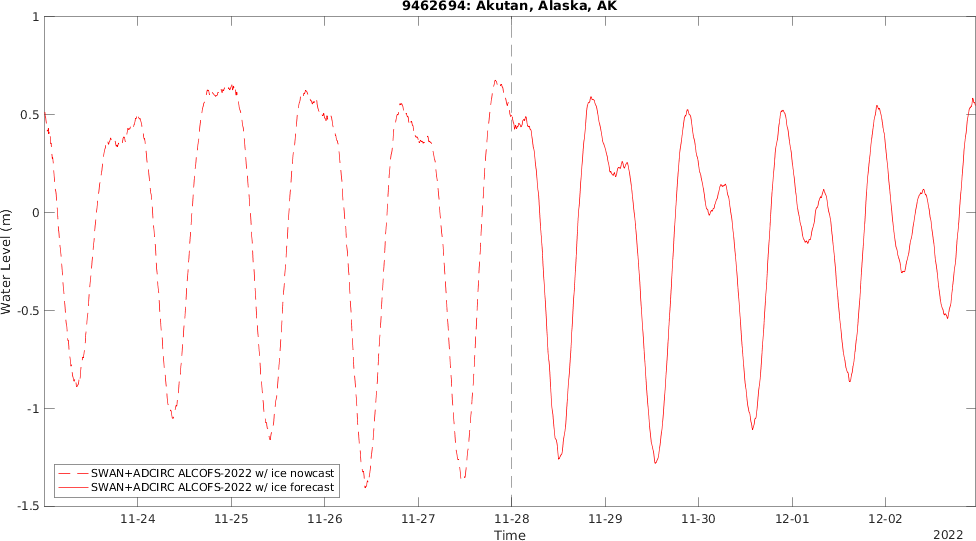 9462694: Akutan, Alaska, AK
1
0.5
0
-0.5
-1
-1.5
Water Level (m)
SWAN+ADCIRC ALCOFS-2022 w/ ice nowcast
SWAN+ADCIRC ALCOFS-2022 w/ ice forecast
11-24 11-25 11-26 11-27 11-28 11-29 11-30 12-01 12-02
Time
2022